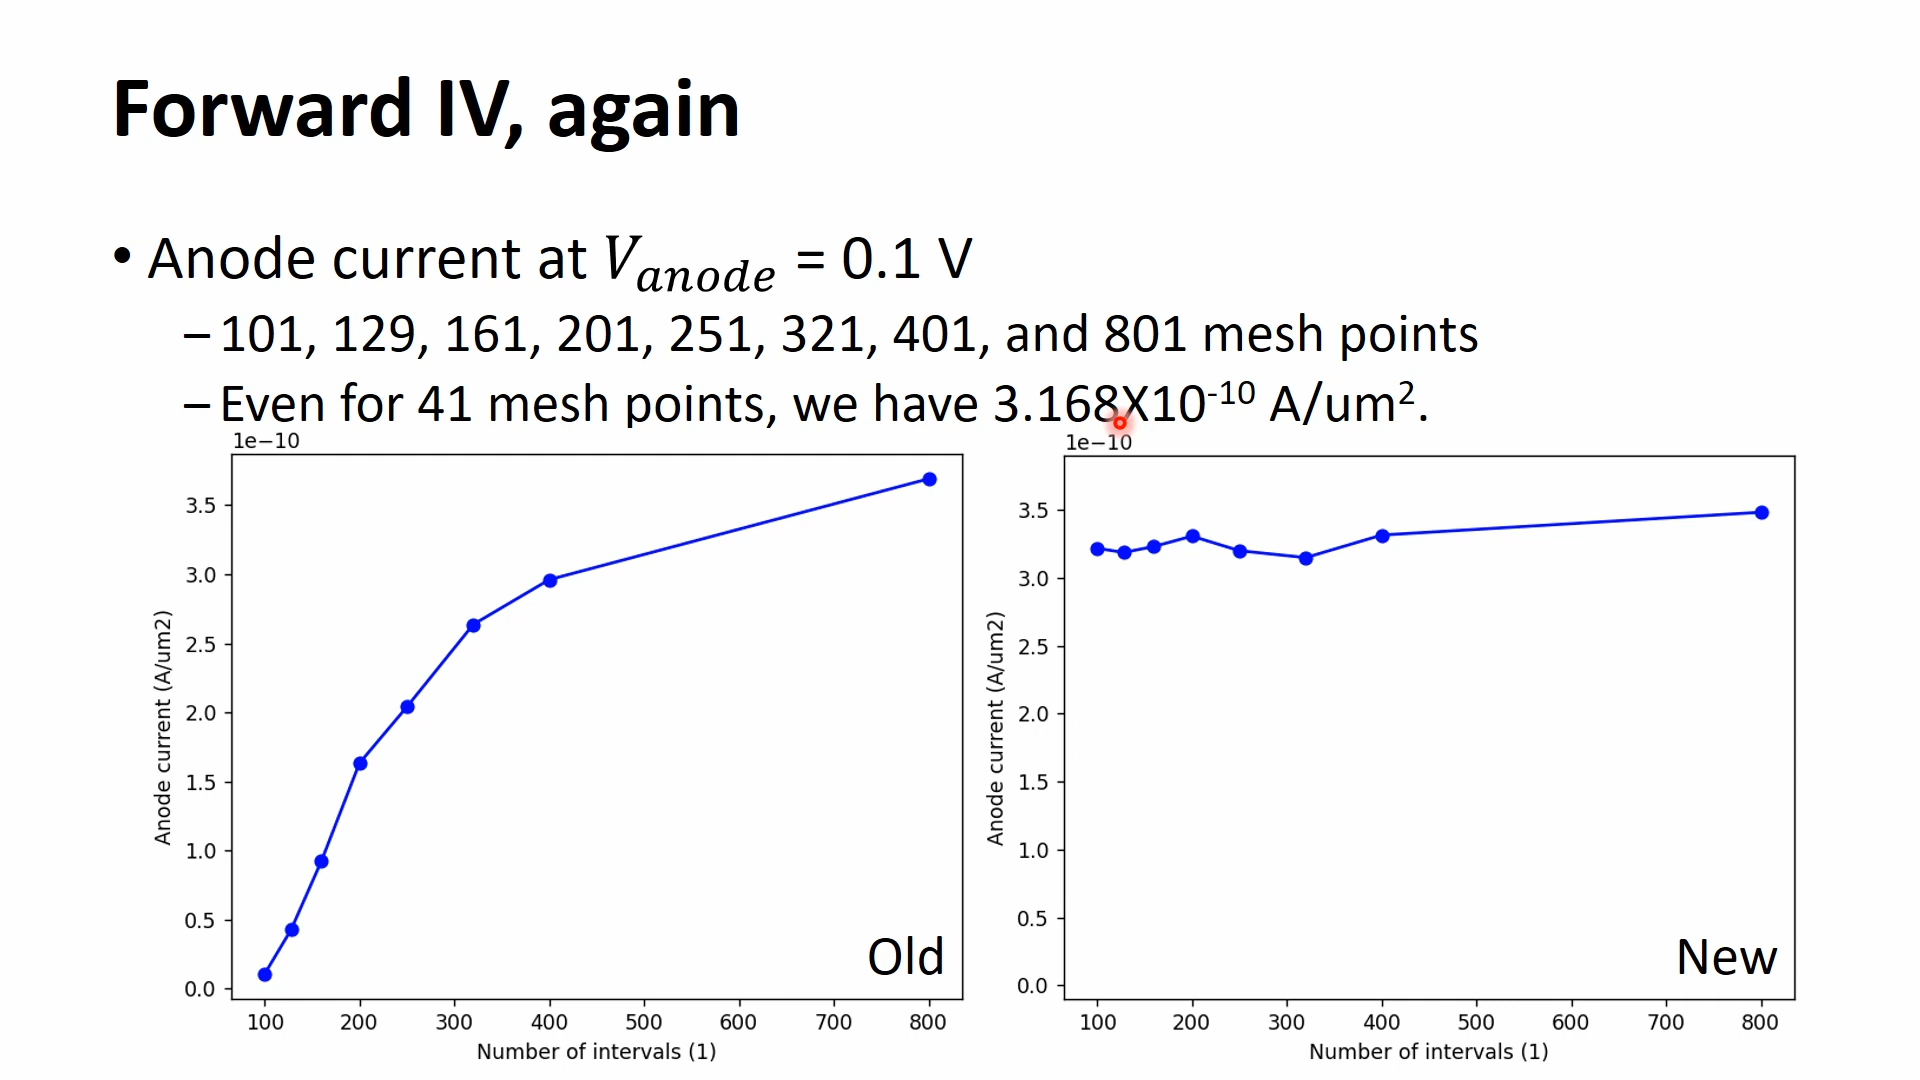 Forward IV, again
• Anode current at V_anode = 0.1 V
– 101, 129, 161, 201, 251, 321, 401, and 801 mesh points
– Even for 41 mesh points, we have 3.168X10^-10 A/um^2.
1e−10
3.5
3.0
2.5
2.0
1.5
1.0
0.5
0.0
Anode current (A/um2)
Old
100 200 300 400 500 600 700 800
Number of intervals (1)
1e−10
3.5
3.0
2.5
2.0
1.5
1.0
0.5
0.0
Anode current (A/um2)
New
100 200 300 400 500 600 700 800
Number of intervals (1)